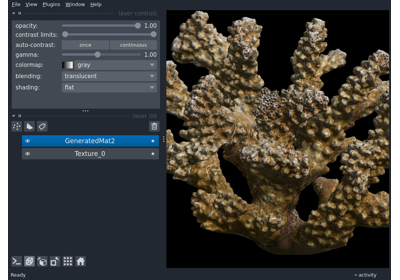 File View Plugins Window Help
layer controls
opacity: 1.00
contrast limits:
auto-contrast: once continuous
gamma: 1.00
colormap: gray
blending: translucent
shading: flat
layer list
GeneratedMat2
Texture_0
Ready activity